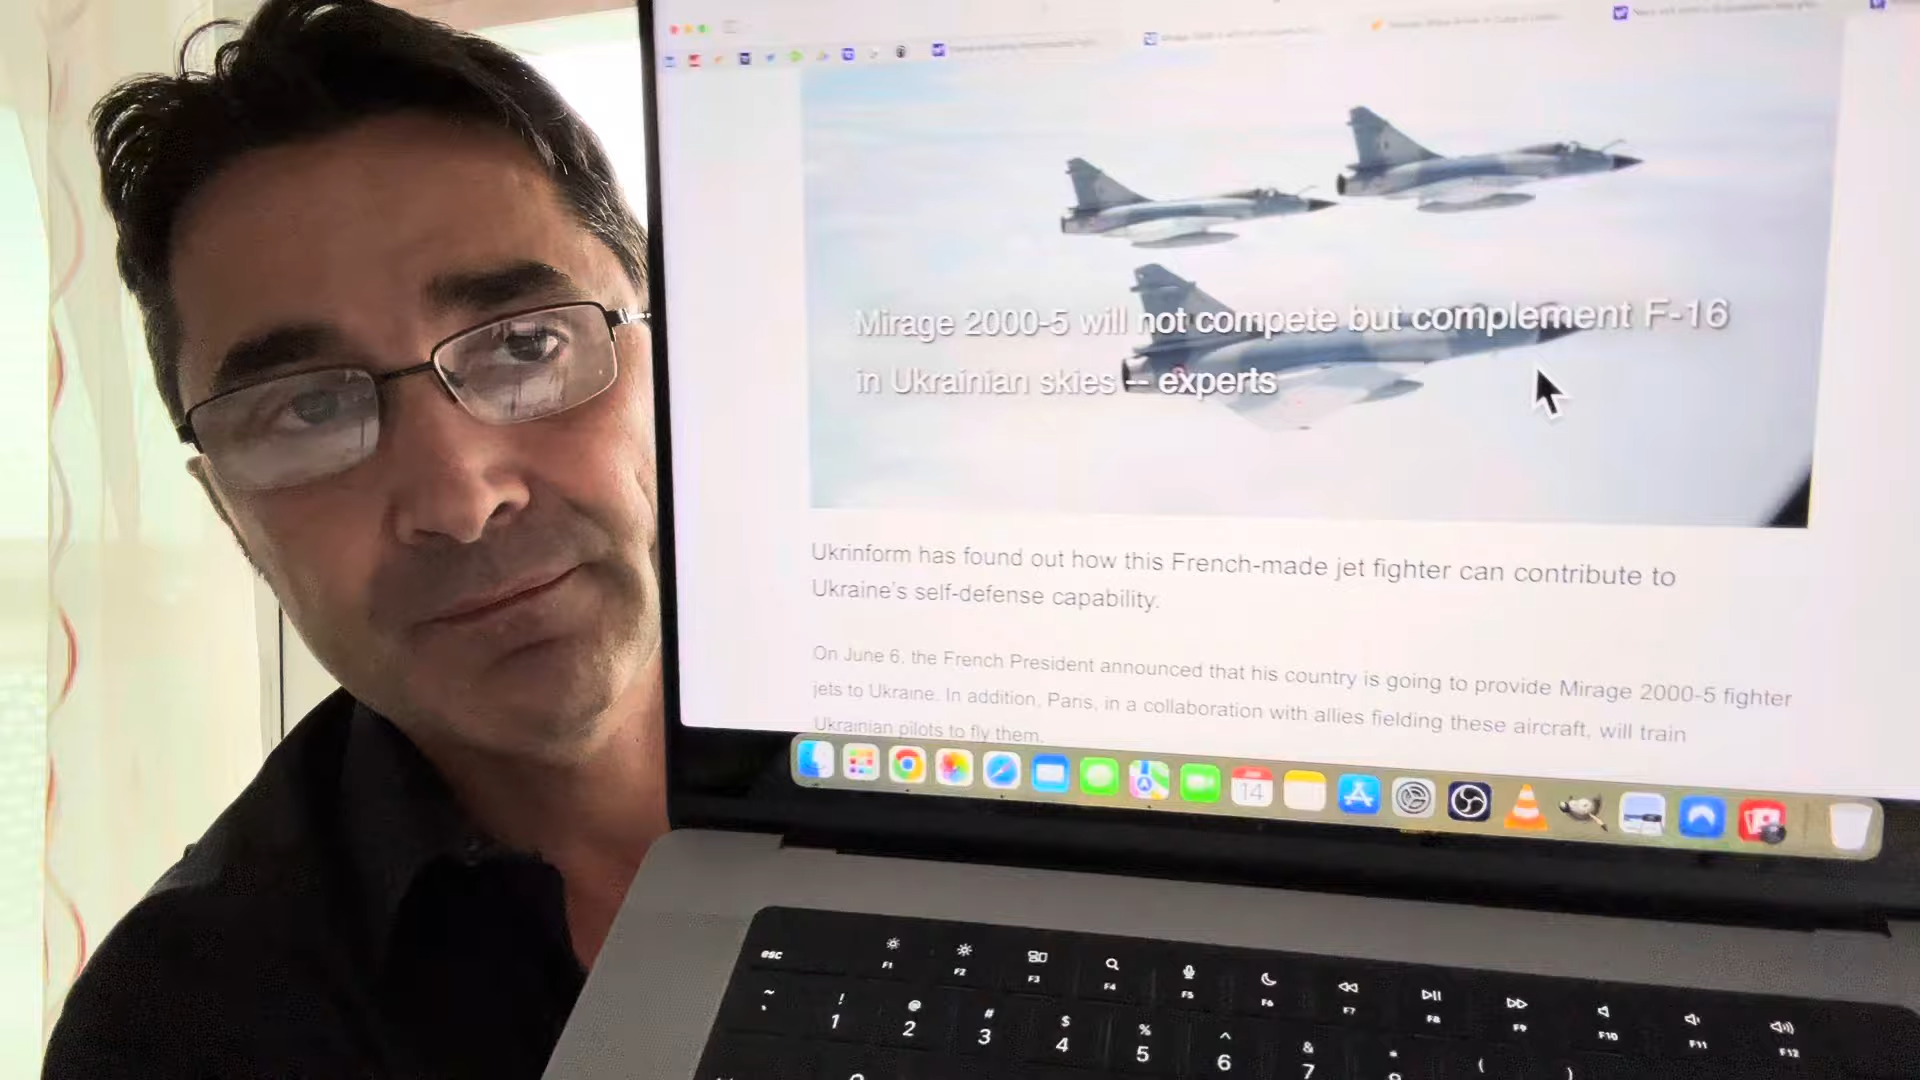 Mirage 2000-5 will not compete but complement F-16
in Ukrainian skies -- experts
Ukrinform has found out how this French-made jet fighter can contribute to
Ukraine's self-defense capability.
On June 6, the French President announced that his country is going to provide Mirage 2000-5 fighter
jets to Ukraine. In addition, Paris, in a collaboration with allies fielding these aircraft, will train
Ukrainian pilots to fly them.
14
esc F1 F2 F3 F4 F5 F6 F7 F8 F9 F10 F11 F12
~ ! @ # $ % ^ & * ( )
1 2 3 4 5 6 7